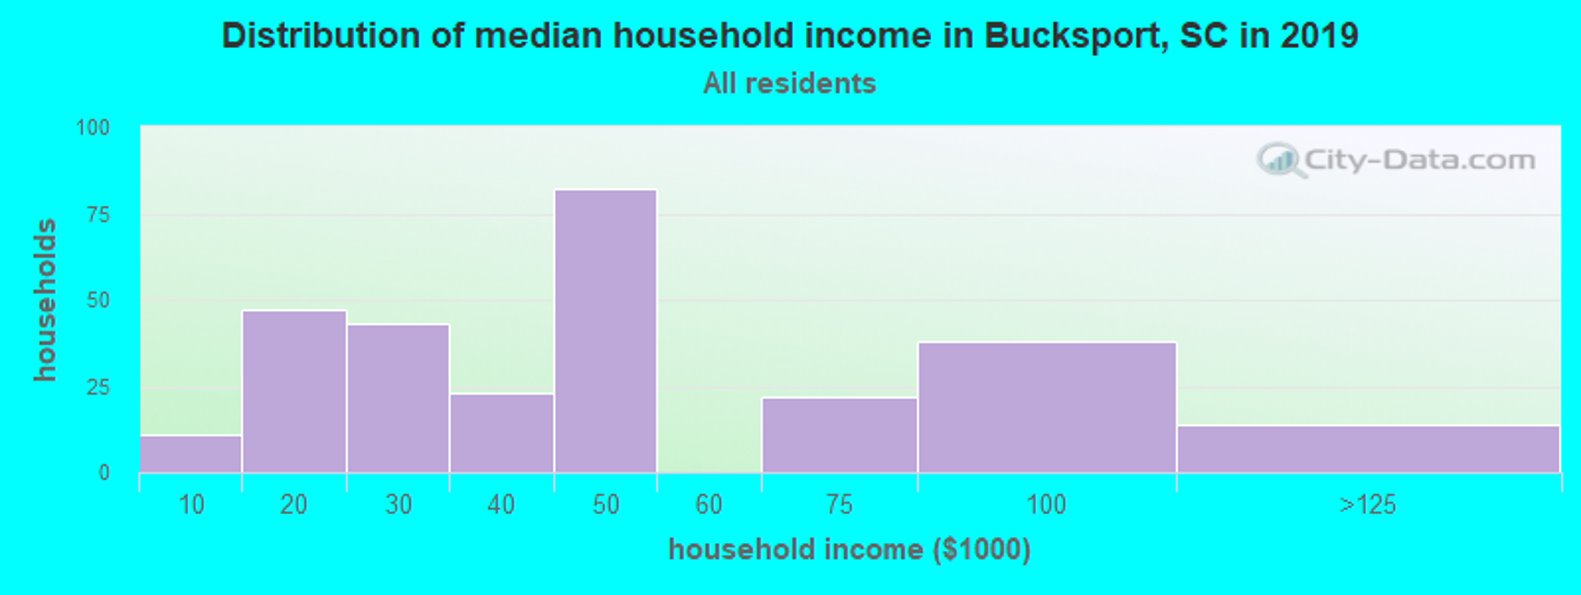 Distribution of median household income in Bucksport, SC in 2019
All residents
City-Data.com
100
75
50
25
0
households
10 20 30 40 50 60 75 100 >125
household income ($1000)